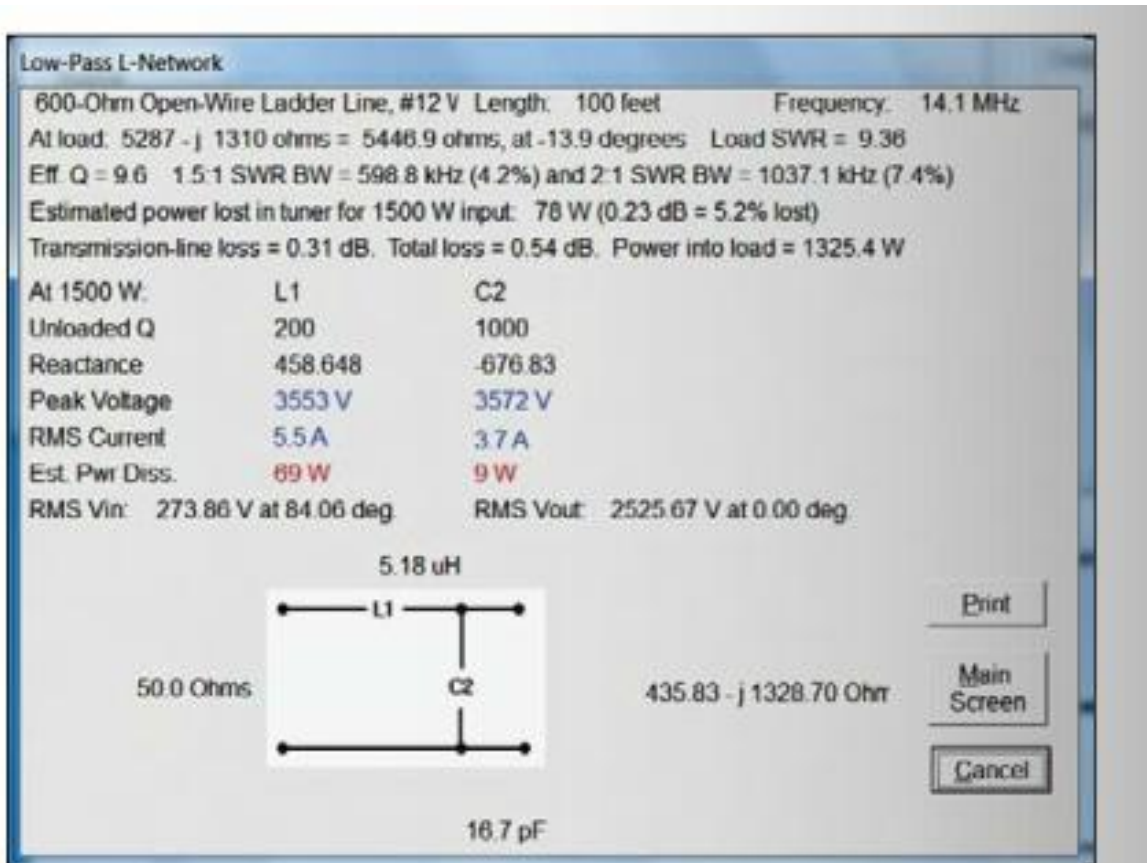 Low-Pass L-Network
600-Ohm Open-Wire Ladder Line, #12 V Length: 100 feet Frequency: 14.1 MHz
At load: 5287 - j 1310 ohms = 5446.9 ohms, at -13.9 degrees Load SWR = 9.36
Eff. Q = 9.6 1.5:1 SWR BW = 598.8 kHz (4.2%) and 2:1 SWR BW = 1037.1 kHz (7.4%)
Estimated power lost in tuner for 1500 W input: 78 W (0.23 dB = 5.2% lost)
Transmission-line loss = 0.31 dB. Total loss = 0.54 dB. Power into load = 1325.4 W
At 1500 W: L1 C2
Unloaded Q 200 1000
Reactance 458.648 -676.83
Peak Voltage 3553 V 3572 V
RMS Current 5.5 A 3.7 A
Est. Pwr Diss. 69 W 9 W
RMS Vin: 273.86 V at 84.06 deg. RMS Vout: 2525.67 V at 0.00 deg.
5.18 uH
L1
Print
50.0 Ohms C2 435.83 - j 1328.70 Ohm
Main
Screen
Cancel
16.7 pF